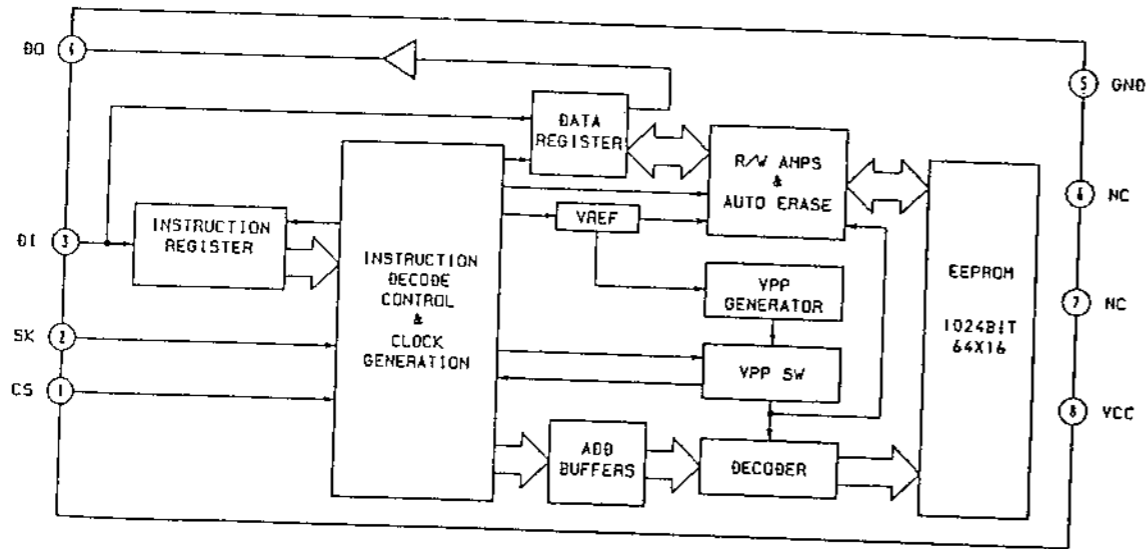 DO 4
5 GND
DATA
REGISTER
R/W AMPS
&
AUTO ERASE
6 NC
VREF
DI 3
INSTRUCTION
REGISTER
INSTRUCTION
DECODE
CONTROL
&
CLOCK
GENERATION
VPP
GENERATOR
EEPROM
1024BIT
64X16
7 NC
SK 2
VPP SW
CS 1
8 VCC
ADD
BUFFERS
DECODER